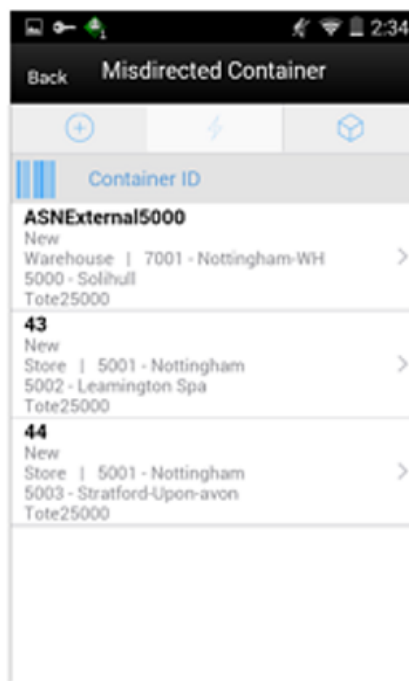 2:34
Back Misdirected Container
Container ID
ASNExternal5000
New
Warehouse | 7001 - Nottingham-WH
5000 - Solihull
Tote25000
43
New
Store | 5001 - Nottingham
5002 - Leamington Spa
Tote25000
44
New
Store | 5001 - Nottingham
5003 - Stratford-Upon-avon
Tote25000